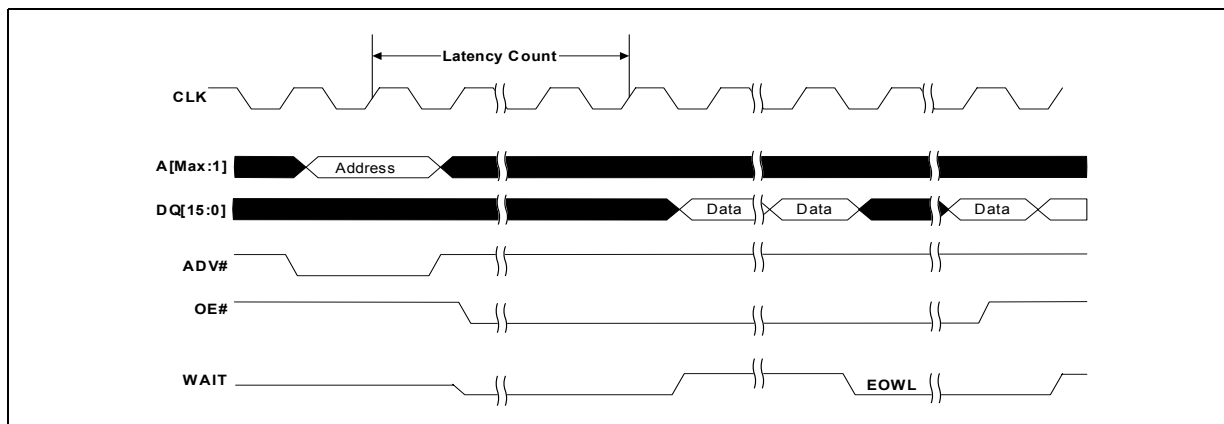 Latency Count
CLK
A[Max:1]
Address
DQ[15:0]
Data
Data
Data
ADV#
OE#
WAIT
EOWL